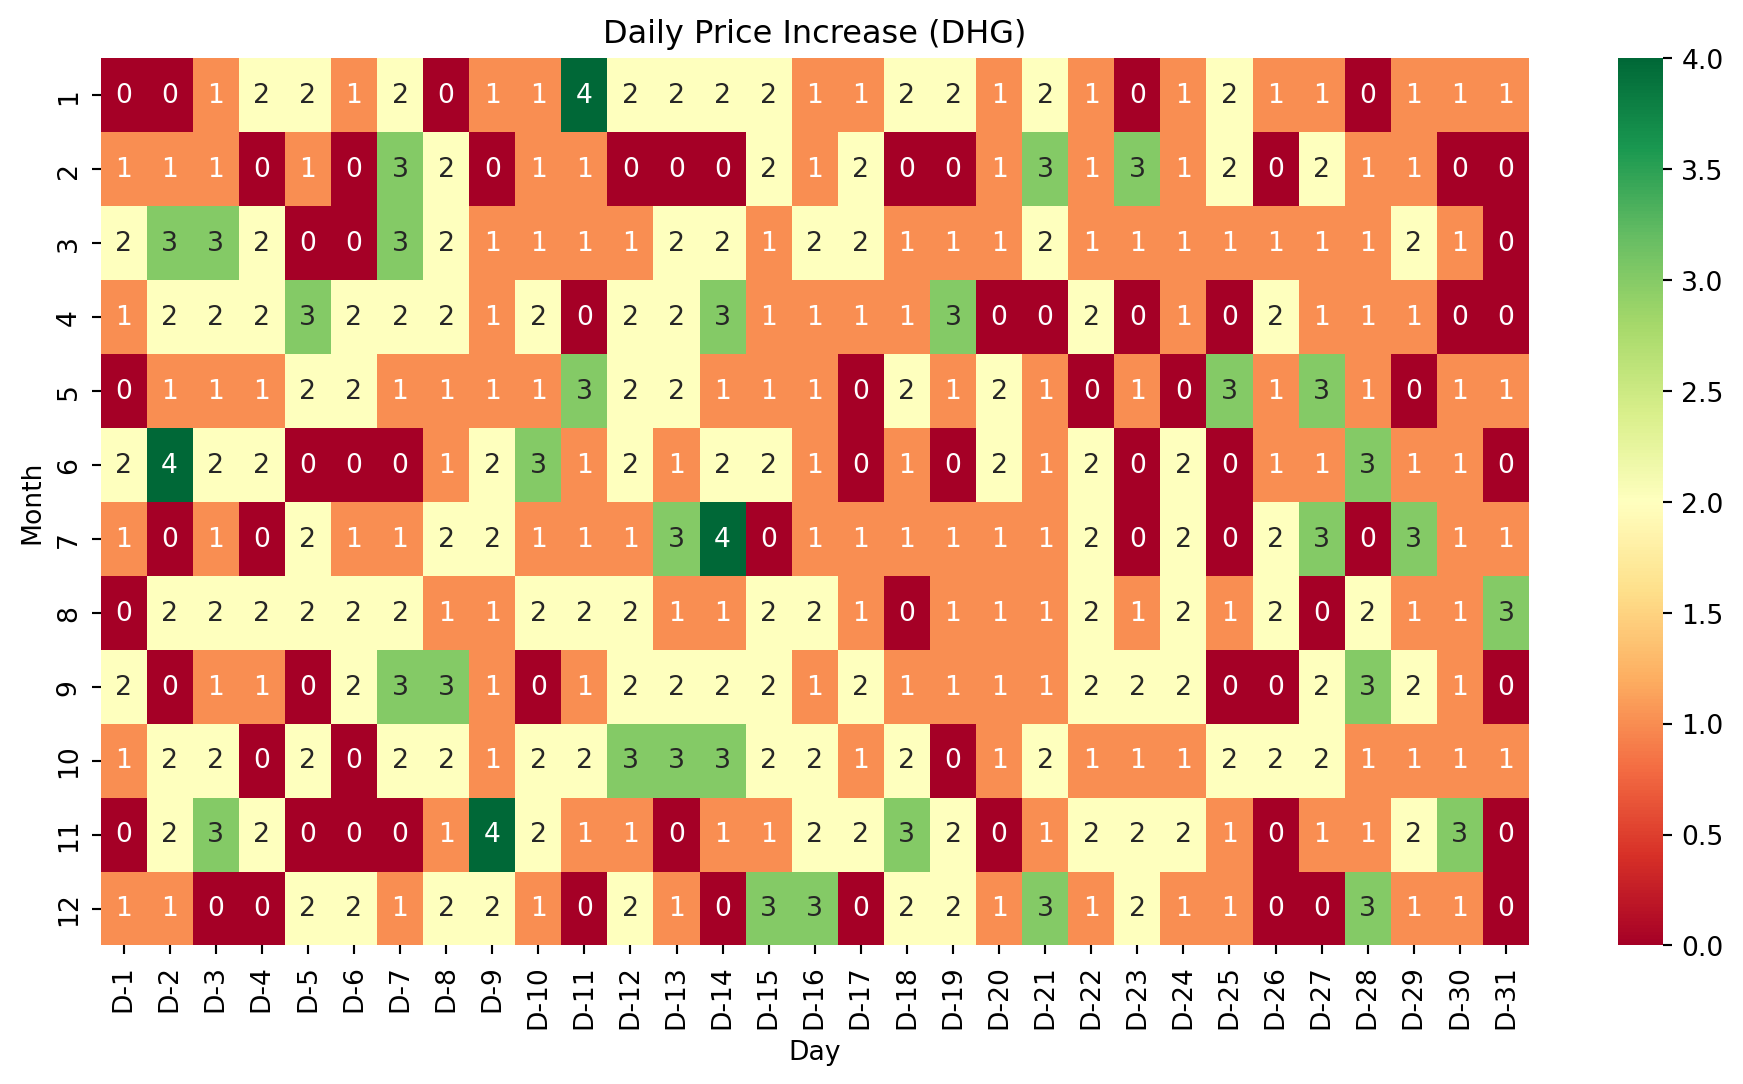 Daily Price Increase (DHG)
1 0 0 1 2 2 1 2 0 1 1 4 2 2 2 2 1 1 2 2 1 2 1 0 1 2 1 1 0 1 1 1
2 1 1 1 0 1 0 3 2 0 1 1 0 0 0 2 1 2 0 0 1 3 1 3 1 2 0 2 1 1 0 0
3 2 3 3 2 0 0 3 2 1 1 1 1 2 2 1 2 2 1 1 1 2 1 1 1 1 1 1 1 2 1 0
4 1 2 2 2 3 2 2 2 1 2 0 2 2 3 1 1 1 1 3 0 0 2 0 1 0 2 1 1 1 0 0
5 0 1 1 1 2 2 1 1 1 1 3 2 2 1 1 1 0 2 1 2 1 0 1 0 3 1 3 1 0 1 1
6 2 4 2 2 0 0 0 1 2 3 1 2 1 2 2 1 0 1 0 2 1 2 0 2 0 1 1 3 1 1 0
7 1 0 1 0 2 1 1 2 2 1 1 1 3 4 0 1 1 1 1 1 1 2 0 2 0 2 3 0 3 1 1
8 0 2 2 2 2 2 2 1 1 2 2 2 1 1 2 2 1 0 1 1 1 2 1 2 1 2 0 2 1 1 3
9 2 0 1 1 0 2 3 3 1 0 1 2 2 2 2 1 2 1 1 1 1 2 2 2 0 0 2 3 2 1 0
10 1 2 2 0 2 0 2 2 1 2 2 3 3 3 2 2 1 2 0 1 2 1 1 1 2 2 2 1 1 1 1
11 0 2 3 2 0 0 0 1 4 2 1 1 0 1 1 2 2 3 2 0 1 2 2 2 1 0 1 1 2 3 0
12 1 1 0 0 2 2 1 2 2 1 0 2 1 0 3 3 0 2 2 1 3 1 2 1 1 0 0 3 1 1 0
D-1 D-2 D-3 D-4 D-5 D-6 D-7 D-8 D-9 D-10 D-11 D-12 D-13 D-14 D-15 D-16 D-17 D-18 D-19 D-20 D-21 D-22 D-23 D-24 D-25 D-26 D-27 D-28 D-29 D-30 D-31
Day
Month
4.0
3.5
3.0
2.5
2.0
1.5
1.0
0.5
0.0